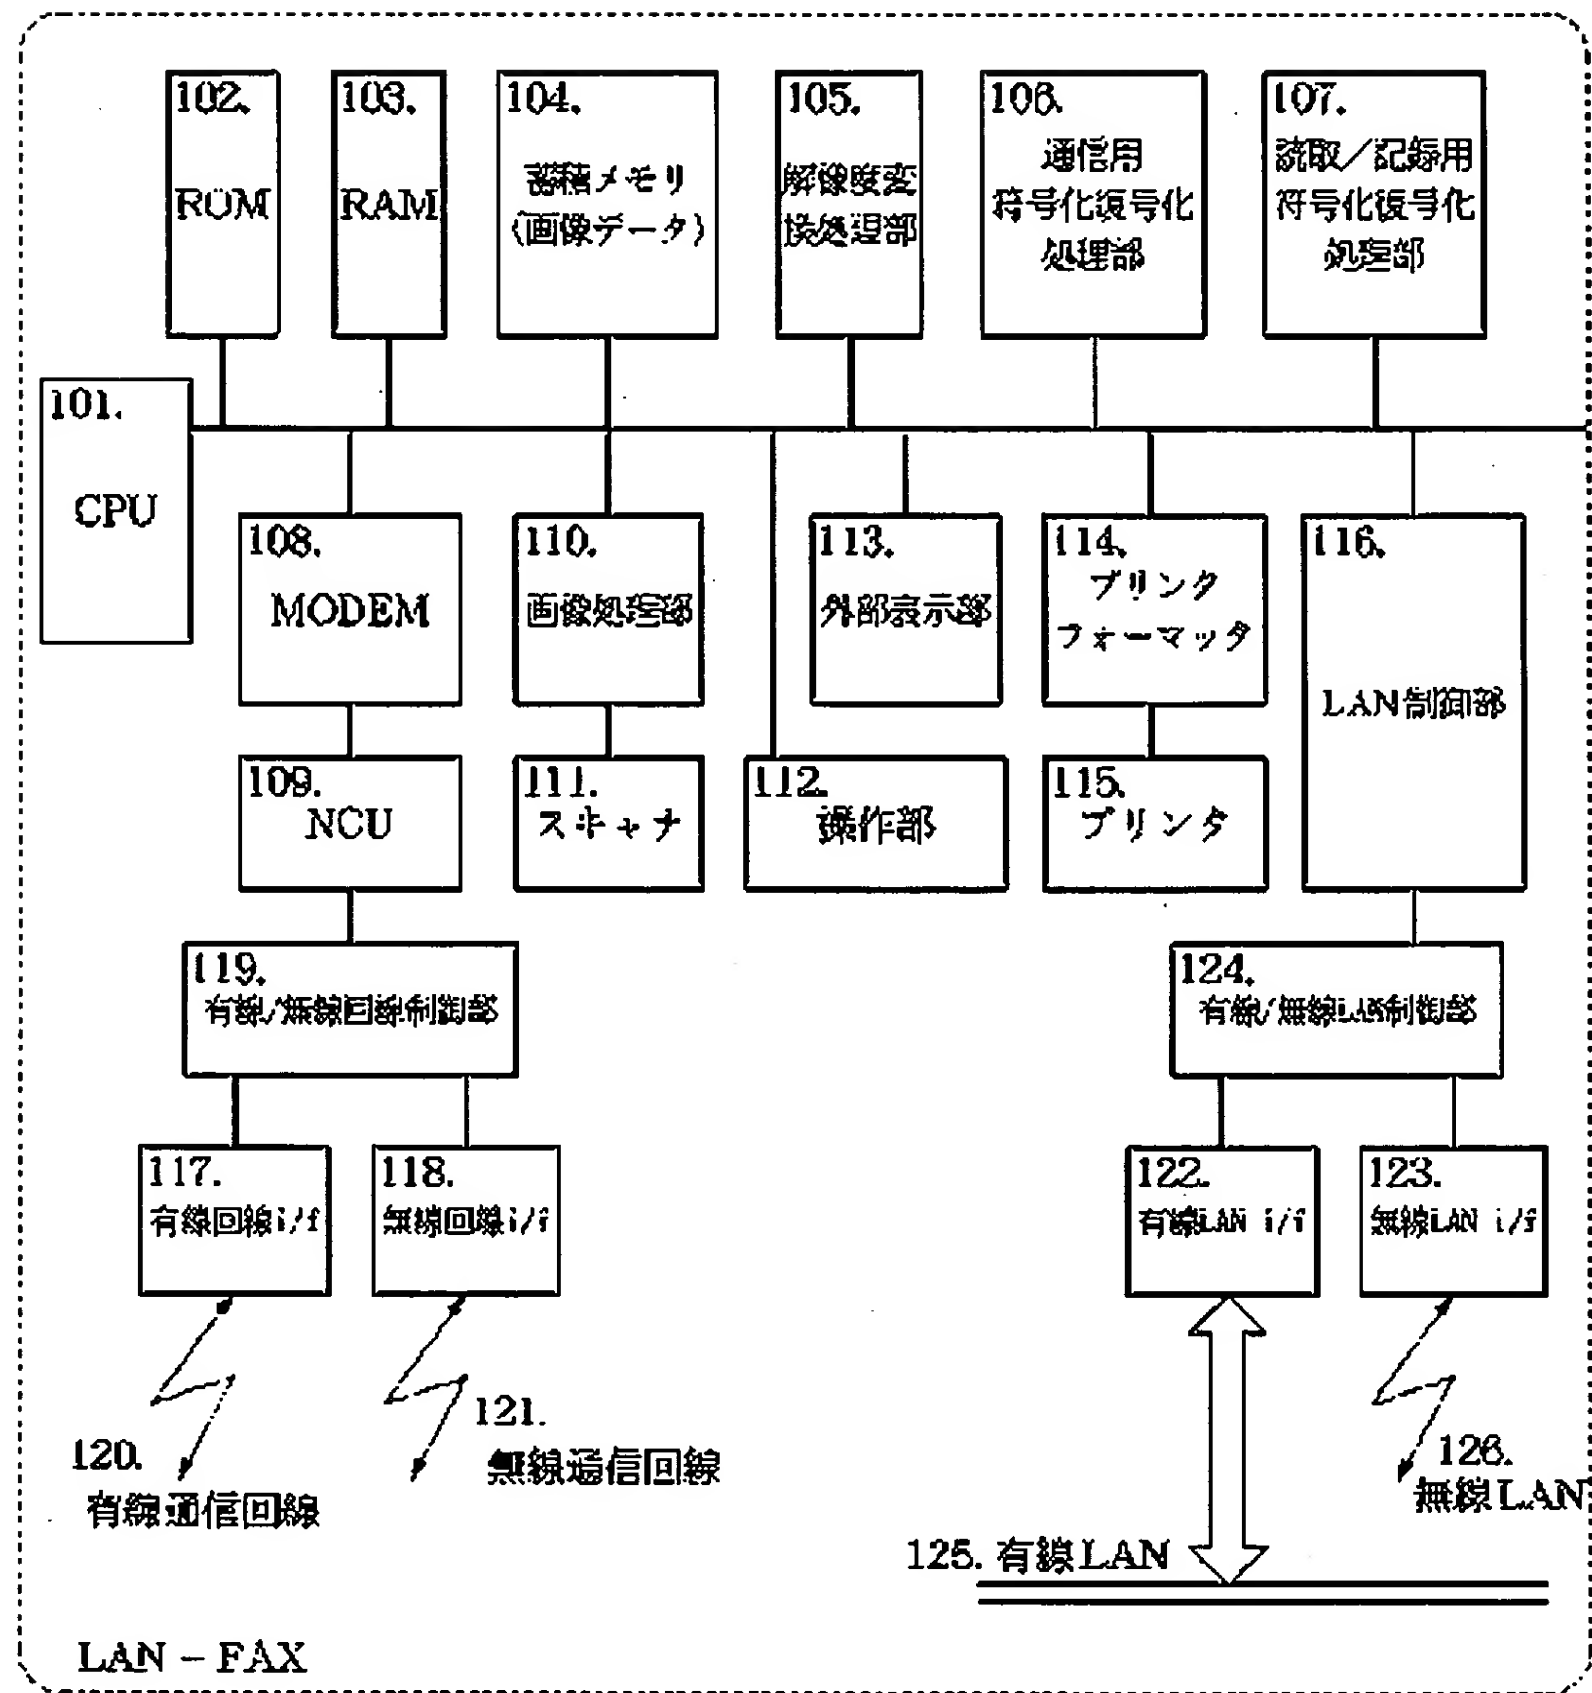 102.
ROM
103.
RAM
104.
蓄積メモリ
(画像データ)
105.
解像度変
換処理部
106.
通信用
符号化復号化
処理部
107.
読取／記録用
符号化復号化
処理部
101.
CPU
108.
MODEM
110.
画像処理部
113.
外部表示部
114.
プリンタ
フォーマッタ
116.
LAN制御部
109.
NCU
111.
スキャナ
112.
操作部
115.
プリンタ
119.
有線/無線回線制御部
124.
有線/無線LAN制御部
117.
有線回線i/f
118.
無線回線i/f
122.
有線LAN i/f
123.
無線LAN i/f
120.
有線通信回線
121.
無線通信回線
126.
無線LAN
125. 有線LAN
LAN－FAX